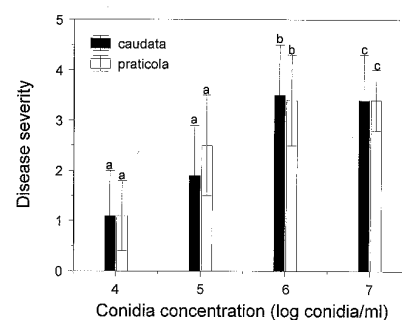 5
4
3
2
1
0
Disease severity
caudata
praticola
a a
a a
b b
c c
4 5 6 7
Conidia concentration (log conidia/ml)